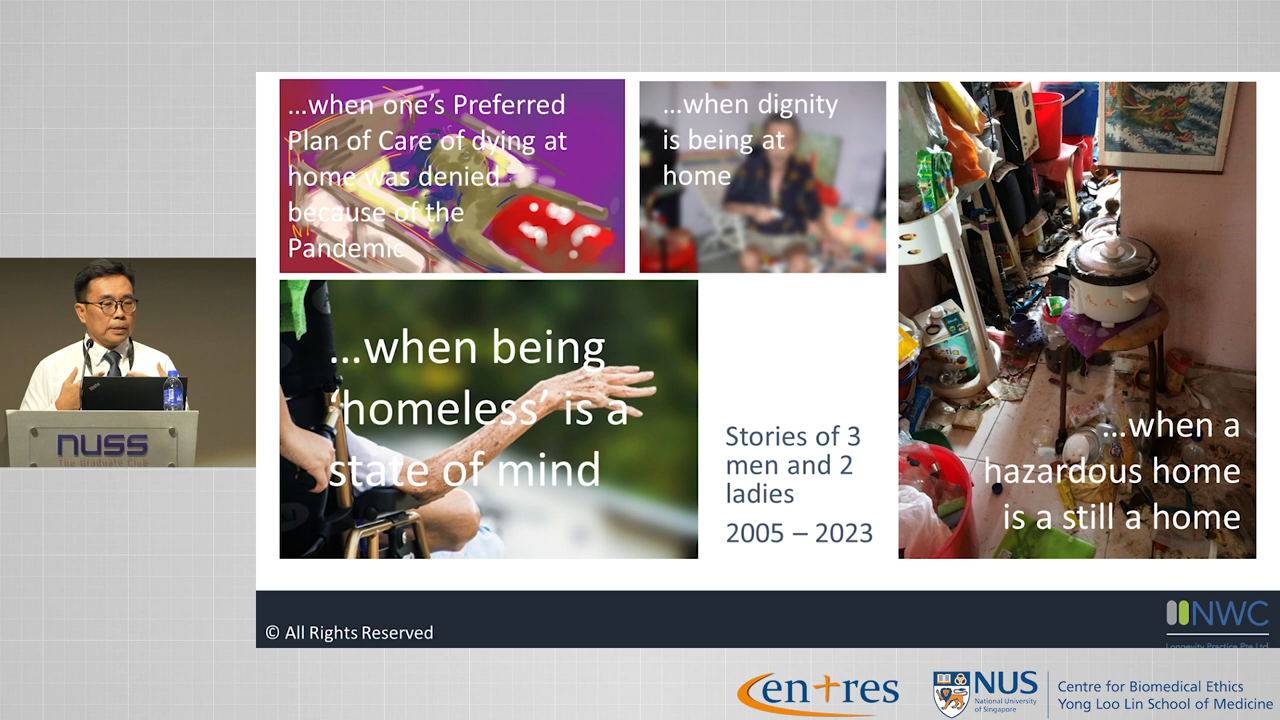 ...when one's Preferred
Plan of Care of dying at
home was denied
because of the
Pandemic
...when dignity
is being at
home
...when being
'homeless' is a
state of mind
Stories of 3
men and 2
ladies
2005 – 2023
...when a
hazardous home
is a still a home
© All Rights Reserved
NWC
Longevity Practice Pte Ltd
nuss
The Graduate Club
centres
NUS
National University
of Singapore
Centre for Biomedical Ethics
Yong Loo Lin School of Medicine